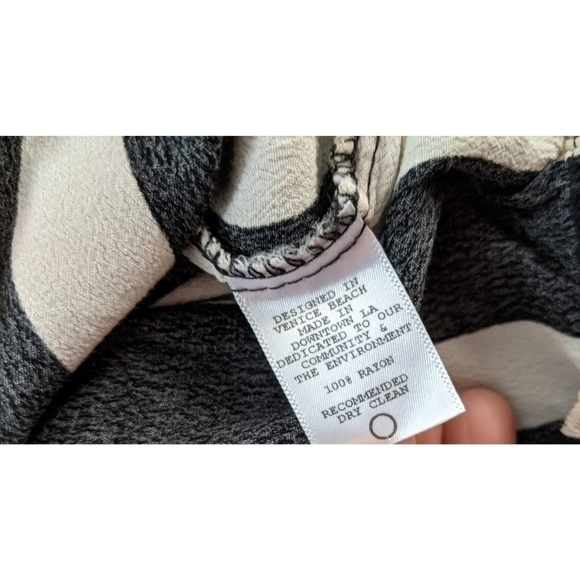 DESIGNED IN
VENICE BEACH
MADE IN
DOWNTOWN LA
DEDICATED TO OUR
COMMUNITY &
THE ENVIRONMENT
100% RAYON
RECOMMENDED
DRY CLEAN